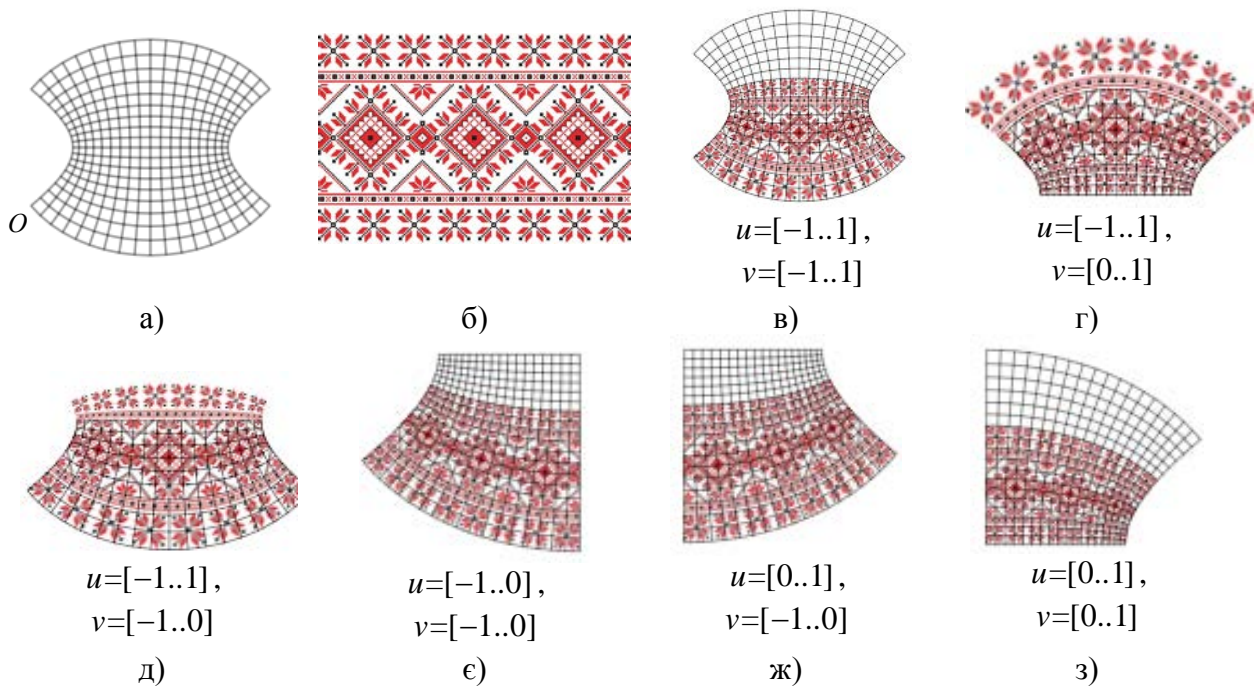 O
u=[−1..1] ,
v=[−1..1]
u=[−1..1] ,
v=[0..1]
а)
б)
в)
г)
u=[−1..1] ,
v=[−1..0]
u=[−1..0] ,
v=[−1..0]
u=[0..1] ,
v=[−1..0]
u=[0..1] ,
v=[0..1]
д)
є)
ж)
з)